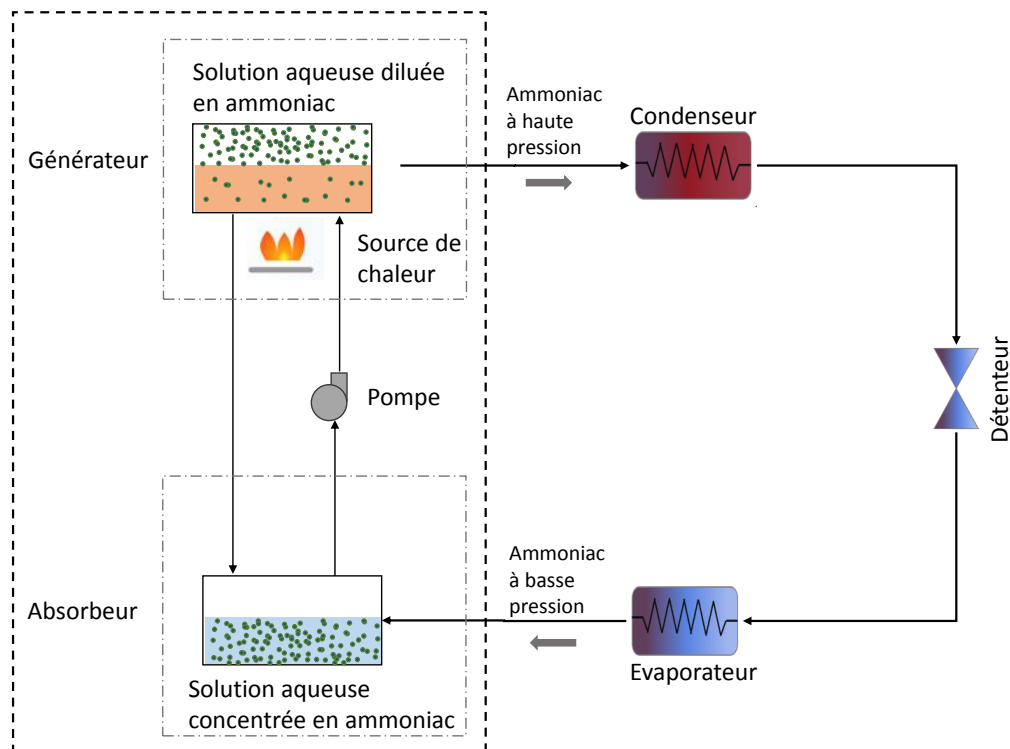 Solution aqueuse diluée
en ammoniac
Générateur
Source de
chaleur
Ammoniac
à haute
pression
Condenseur
Pompe
Détenteur
Absorbeur
Ammoniac
à basse
pression
Evaporateur
Solution aqueuse
concentrée en ammoniac